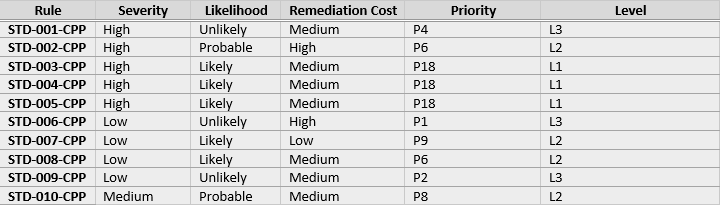 Rule Severity Likelihood Remediation Cost Priority Level
STD-001-CPP High Unlikely Medium P4 L3
STD-002-CPP High Probable High P6 L2
STD-003-CPP High Likely Medium P18 L1
STD-004-CPP High Likely Medium P18 L1
STD-005-CPP High Likely Medium P18 L1
STD-006-CPP Low Unlikely High P1 L3
STD-007-CPP Low Likely Low P9 L2
STD-008-CPP Low Likely Medium P6 L2
STD-009-CPP Low Unlikely Medium P2 L3
STD-010-CPP Medium Probable Medium P8 L2